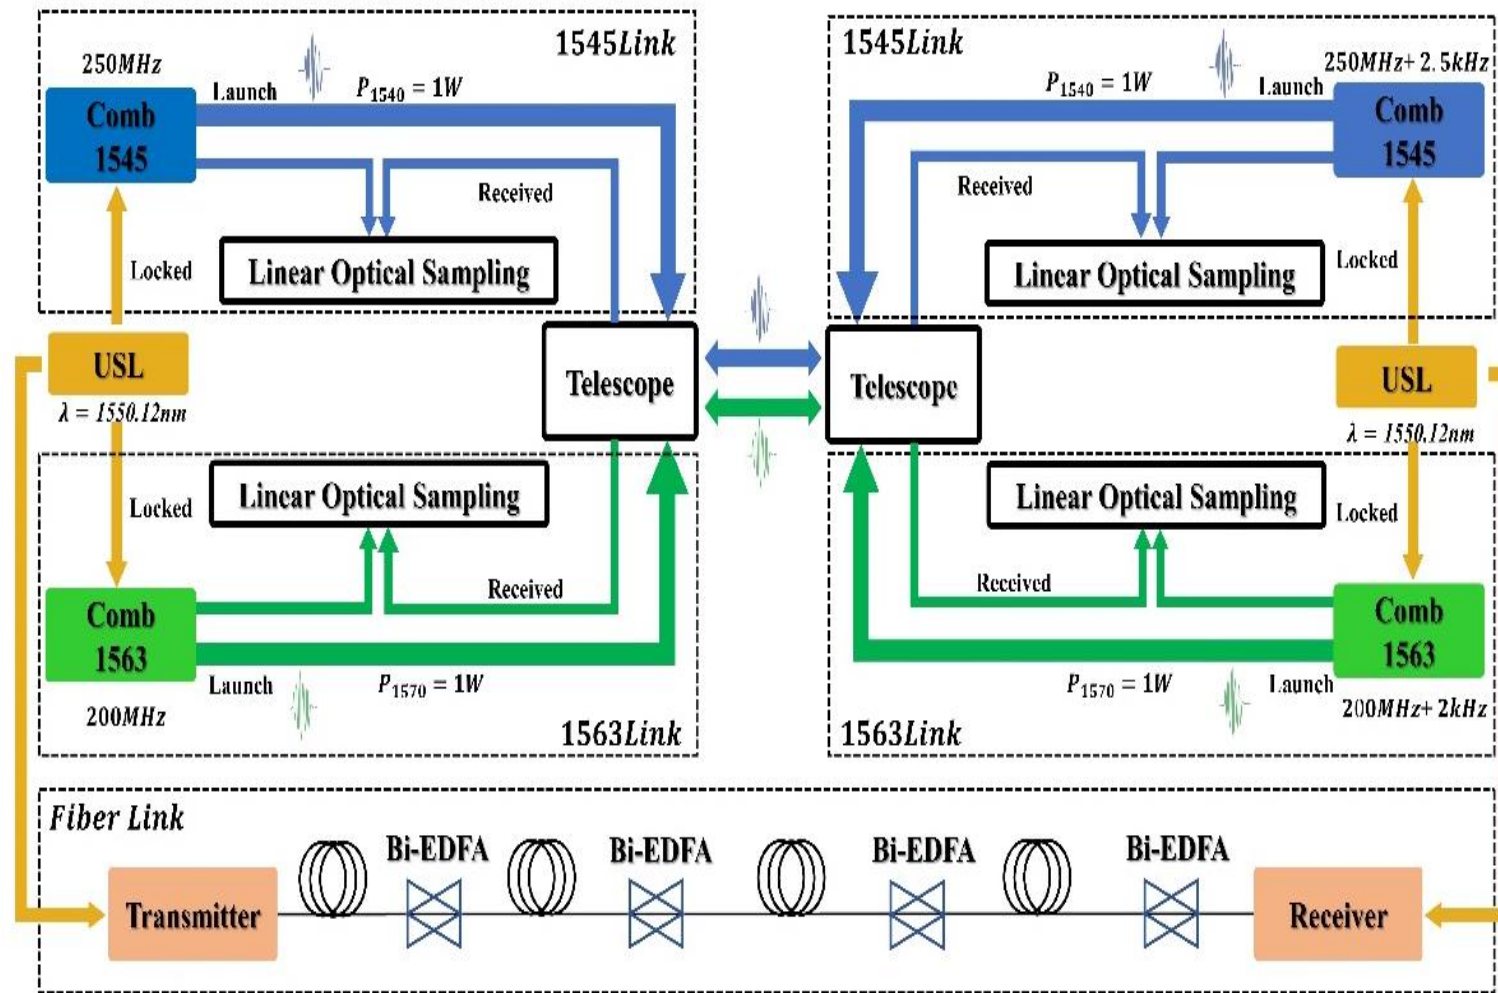 1545Link
250MHz
Launch
P₁₅₄₀ = 1W
Comb
1545
Received
Locked
Linear Optical Sampling
USL
λ = 1550.12nm
Telescope
Linear Optical Sampling
Locked
Received
Comb
1563
Launch
P₁₅₇₀ = 1W
200MHz
1563Link
1545Link
250MHz+ 2.5kHz
P₁₅₄₀ = 1W
Launch
Comb
1545
Received
Locked
Linear Optical Sampling
Telescope
USL
λ = 1550.12nm
Linear Optical Sampling
Locked
Received
Comb
1563
P₁₅₇₀ = 1W
Launch
200MHz+ 2kHz
1563Link
Fiber Link
Bi-EDFA
Bi-EDFA
Bi-EDFA
Bi-EDFA
Transmitter
Receiver